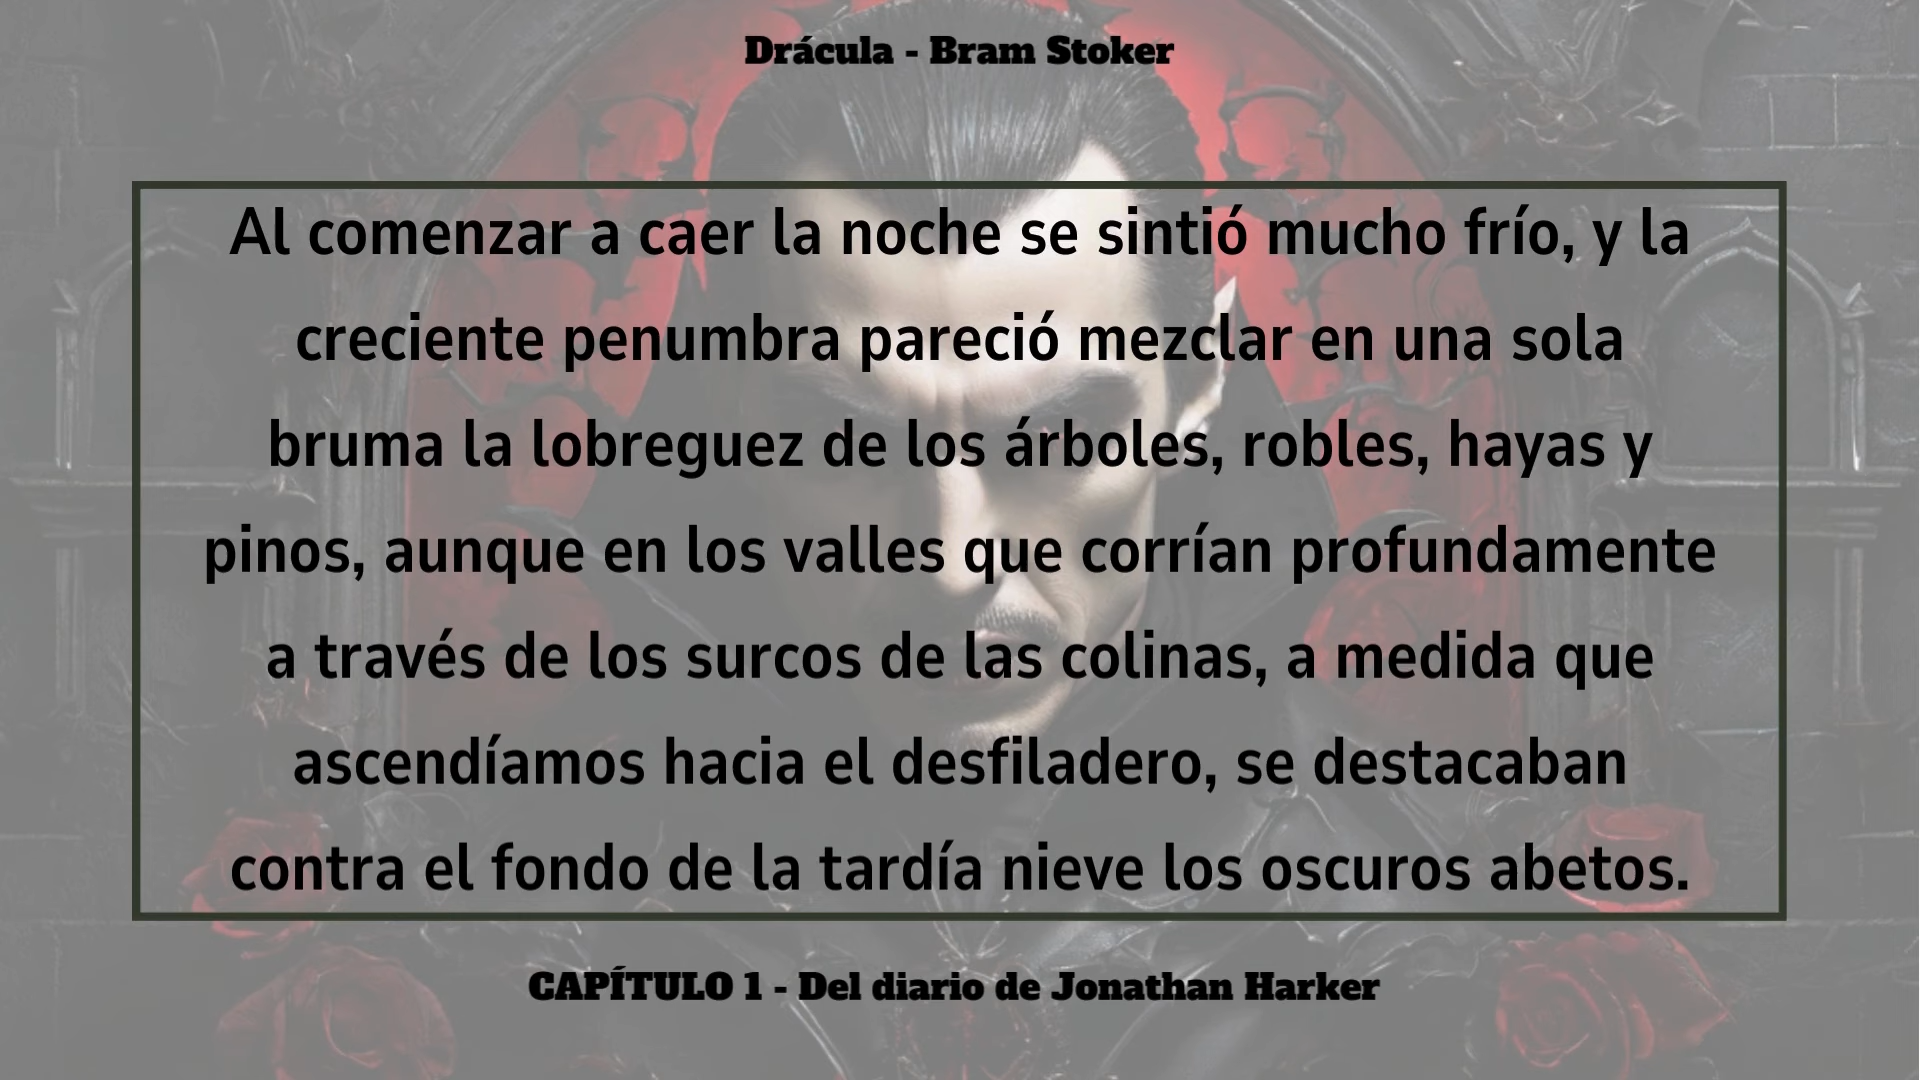 Drácula - Bram Stoker
Al comenzar a caer la noche se sintió mucho frío, y la
creciente penumbra pareció mezclar en una sola
bruma la lobreguez de los árboles, robles, hayas y
pinos, aunque en los valles que corrían profundamente
a través de los surcos de las colinas, a medida que
ascendíamos hacia el desfiladero, se destacaban
contra el fondo de la tardía nieve los oscuros abetos.
CAPÍTULO 1 - Del diario de Jonathan Harker